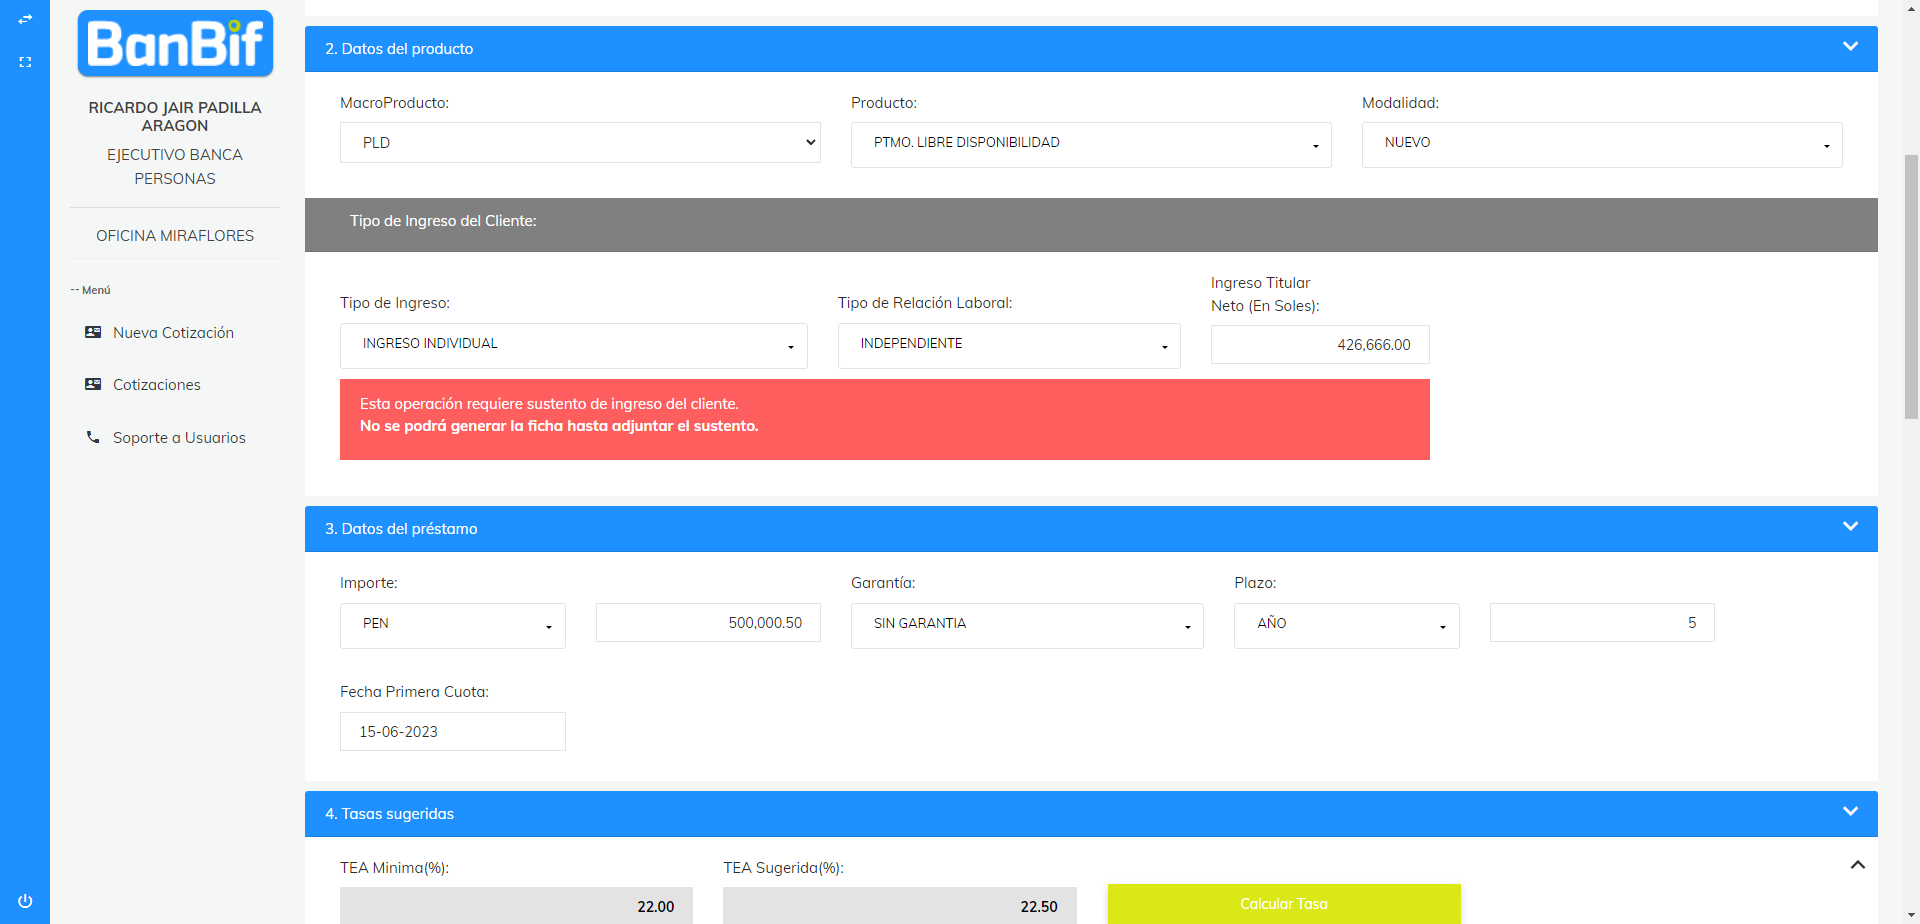 BanBif
RICARDO JAIR PADILLA
ARAGON
EJECUTIVO BANCA
PERSONAS
OFICINA MIRAFLORES
-- Menú
Nueva Cotización
Cotizaciones
Soporte a Usuarios
2. Datos del producto
MacroProducto: Producto: Modalidad:
PLD PTMO. LIBRE DISPONIBILIDAD NUEVO
Tipo de Ingreso del Cliente:
Ingreso Titular
Tipo de Ingreso: Tipo de Relación Laboral: Neto (En Soles):
INGRESO INDIVIDUAL INDEPENDIENTE 426,666.00
Esta operación requiere sustento de ingreso del cliente.
No se podrá generar la ficha hasta adjuntar el sustento.
3. Datos del préstamo
Importe: Garantía: Plazo:
PEN 500,000.50 SIN GARANTIA AÑO 5
Fecha Primera Cuota:
15-06-2023
4. Tasas sugeridas
TEA Minima(%): TEA Sugerida(%):
22.00 22.50 Calcular Tasa